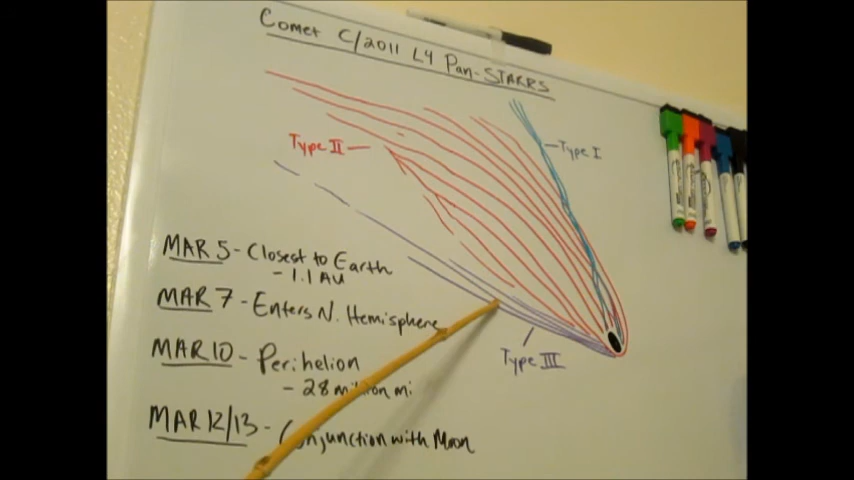 Comet C/2011 L4 Pan-STARRS
Type II
Type I
MAR 5 - Closest to Earth
- 1.1 AU
MAR 7 - Enters N. Hemisphere
MAR 10 - Perihelion
- 28 million mi
Type III
MAR 12/13 - Conjunction with Moon